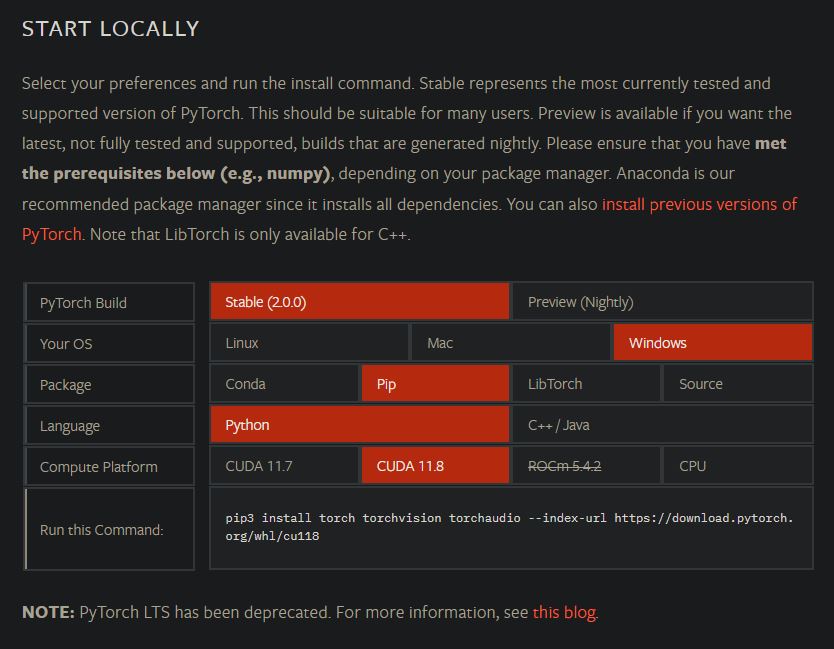 START LOCALLY
Select your preferences and run the install command. Stable represents the most currently tested and
supported version of PyTorch. This should be suitable for many users. Preview is available if you want the
latest, not fully tested and supported, builds that are generated nightly. Please ensure that you have met
the prerequisites below (e.g., numpy), depending on your package manager. Anaconda is our
recommended package manager since it installs all dependencies. You can also install previous versions of
PyTorch. Note that LibTorch is only available for C++.
PyTorch Build Stable (2.0.0) Preview (Nightly)
Your OS Linux Mac Windows
Package Conda Pip LibTorch Source
Language Python C++ / Java
Compute Platform CUDA 11.7 CUDA 11.8 ROCm 5.4.2 CPU
Run this Command: pip3 install torch torchvision torchaudio --index-url https://download.pytorch.
org/whl/cu118
NOTE: PyTorch LTS has been deprecated. For more information, see this blog.